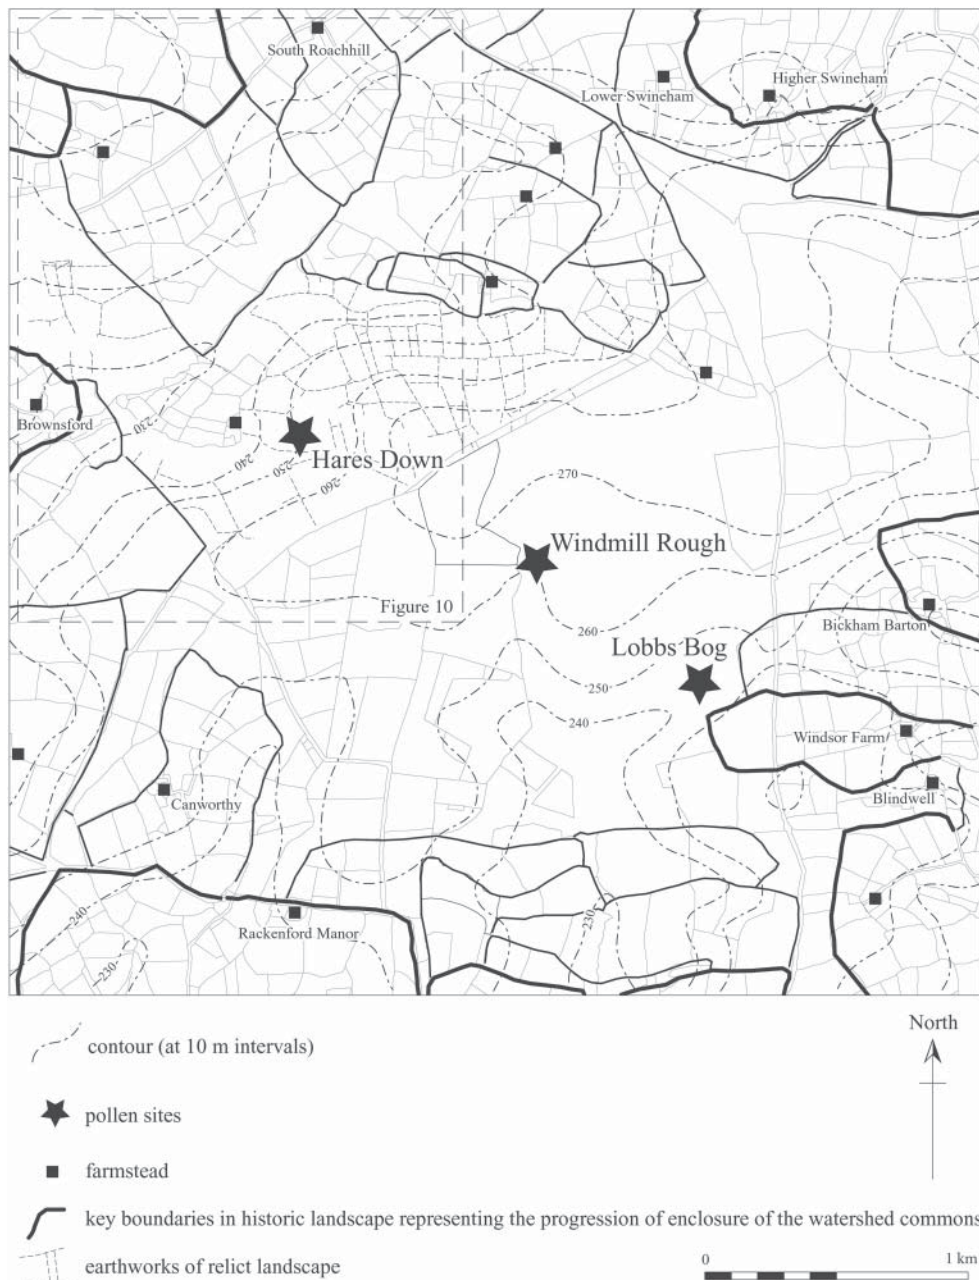 South Roachhill
Higher Swineham
Lower Swineham
Brownsford
230
240
250
260
Hares Down
270
Windmill Rough
Figure 10
260
Bickham Barton
Lobbs Bog
250
240
Windsor Farm
Canworthy
Blindwell
240
230
230
Rackenford Manor
North
contour (at 10 m intervals)
pollen sites
farmstead
key boundaries in historic landscape representing the progression of enclosure of the watershed commons
earthworks of relict landscape
0
1 km